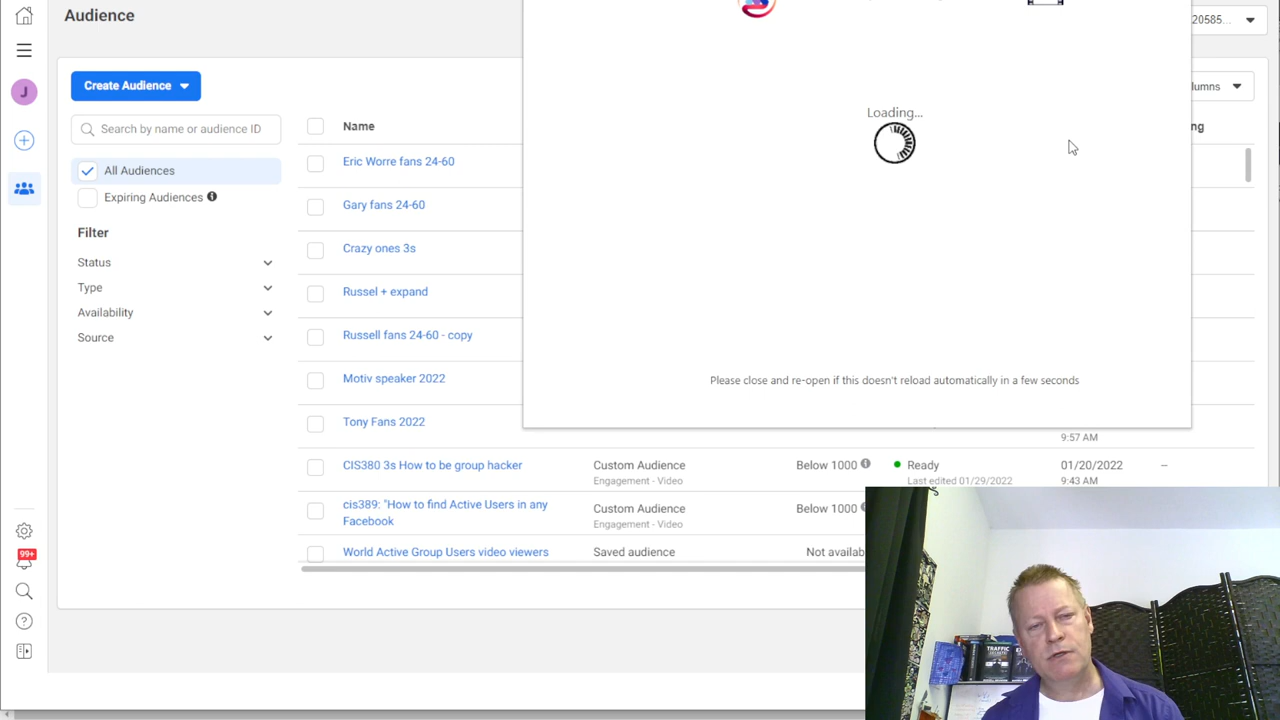 Audience
20585...
Create Audience
lumns
Search by name or audience ID
Name
ng
All Audiences
Expiring Audiences
Filter
Status
Type
Availability
Source
Eric Worre fans 24-60
Gary fans 24-60
Crazy ones 3s
Russel + expand
Russell fans 24-60 - copy
Motiv speaker 2022
Tony Fans 2022
9:57 AM
CIS380 3s How to be group hacker
Custom Audience
Engagement - Video
Below 1000
Ready
Last edited 01/29/2022
01/20/2022
9:43 AM
--
cis389: "How to find Active Users in any
Facebook
Custom Audience
Engagement - Video
Below 1000
World Active Group Users video viewers
Saved audience
Not availab
Loading...
Please close and re-open if this doesn't reload automatically in a few seconds
J
99+
TRAFFIC
SECRETS